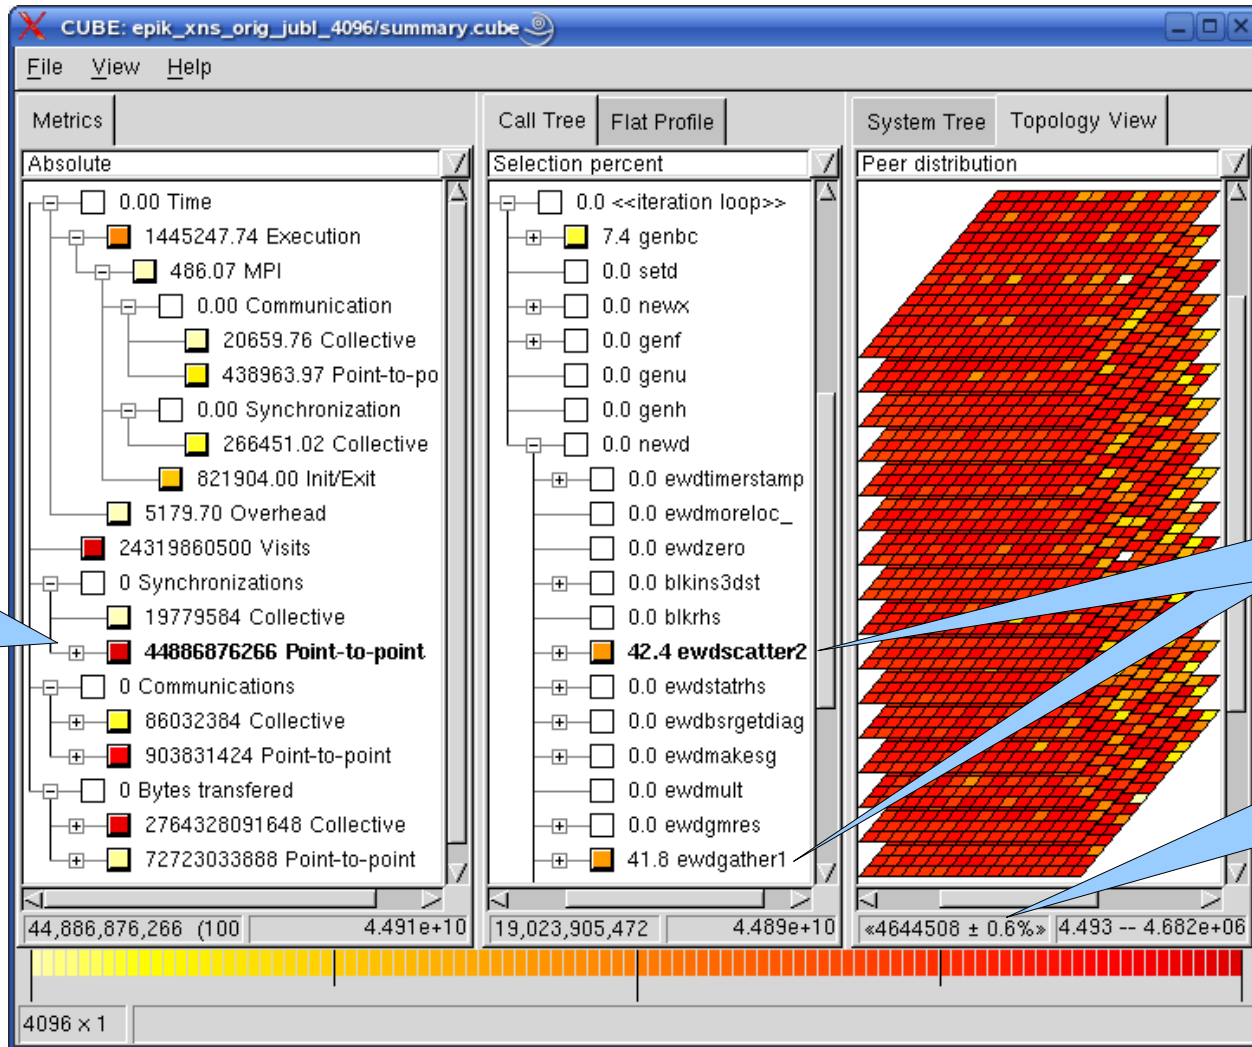 CUBE: epik_xns_orig_jubl_4096/summary.cube
File View Help
Metrics
Absolute
0.00 Time
1445247.74 Execution
486.07 MPI
0.00 Communication
20659.76 Collective
438963.97 Point-to-po
0.00 Synchronization
266451.02 Collective
821904.00 Init/Exit
5179.70 Overhead
24319860500 Visits
0 Synchronizations
19779584 Collective
44886876266 Point-to-point
0 Communications
86032384 Collective
903831424 Point-to-point
0 Bytes transfered
2764328091648 Collective
72723033888 Point-to-point
44,886,876,266 (100 4.491e+10
Call Tree Flat Profile
Selection percent
0.0 <<iteration loop>>
7.4 genbc
0.0 setd
0.0 newx
0.0 genf
0.0 genu
0.0 genh
0.0 newd
0.0 ewdtimerstamp
0.0 ewdmoreloc_
0.0 ewdzero
0.0 blkins3dst
0.0 blkrhs
42.4 ewdscatter2
0.0 ewdstatrhs
0.0 ewdbsrgetdiag
0.0 ewdmakesg
0.0 ewdmult
0.0 ewdgmres
41.8 ewdgather1
19,023,905,472 4.489e+10
System Tree Topology View
Peer distribution
«4644508 ± 0.6%» 4.493 -- 4.682e+06
4096 × 1